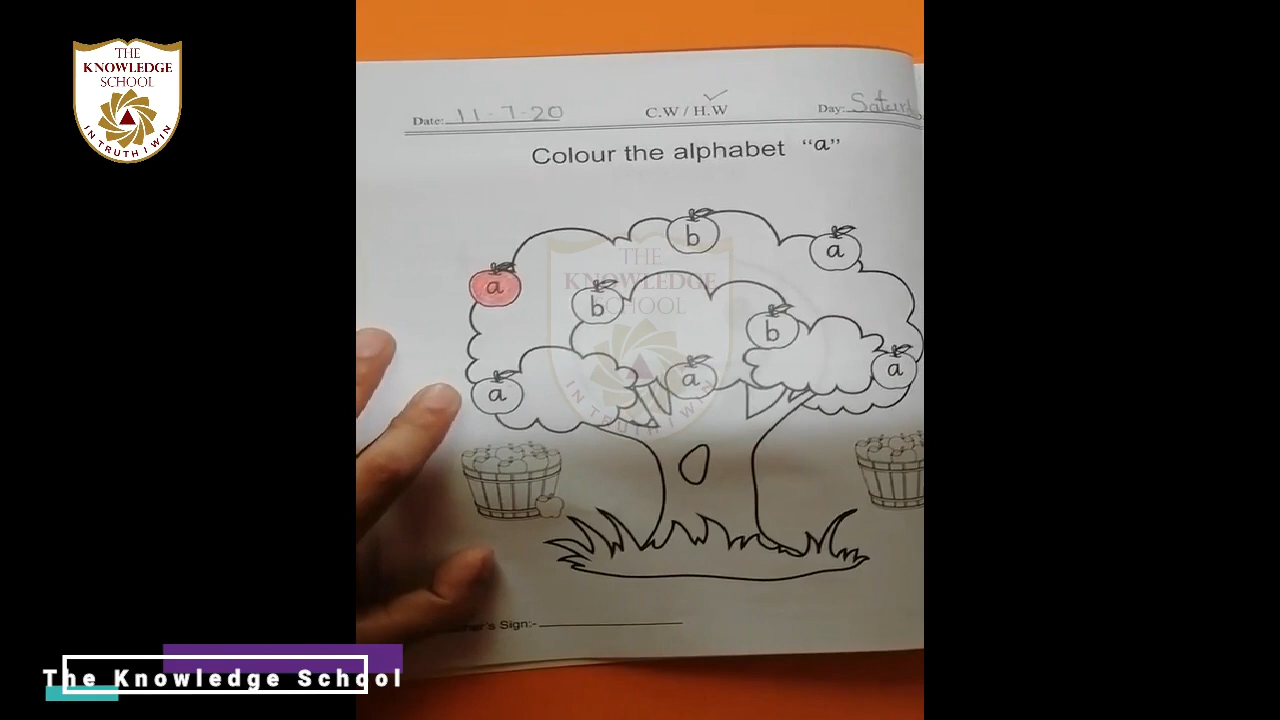 THE
KNOWLEDGE
SCHOOL
IN TRUTH I WIN
Date: 11.7.20 C.W / H.W Day: Saturd
Colour the alphabet "a"
b
a
a
b
b
a
a
a
THE
KNOWLEDGE
SCHOOL
IN TRUTH I WIN
Sign:-
The Knowledge School